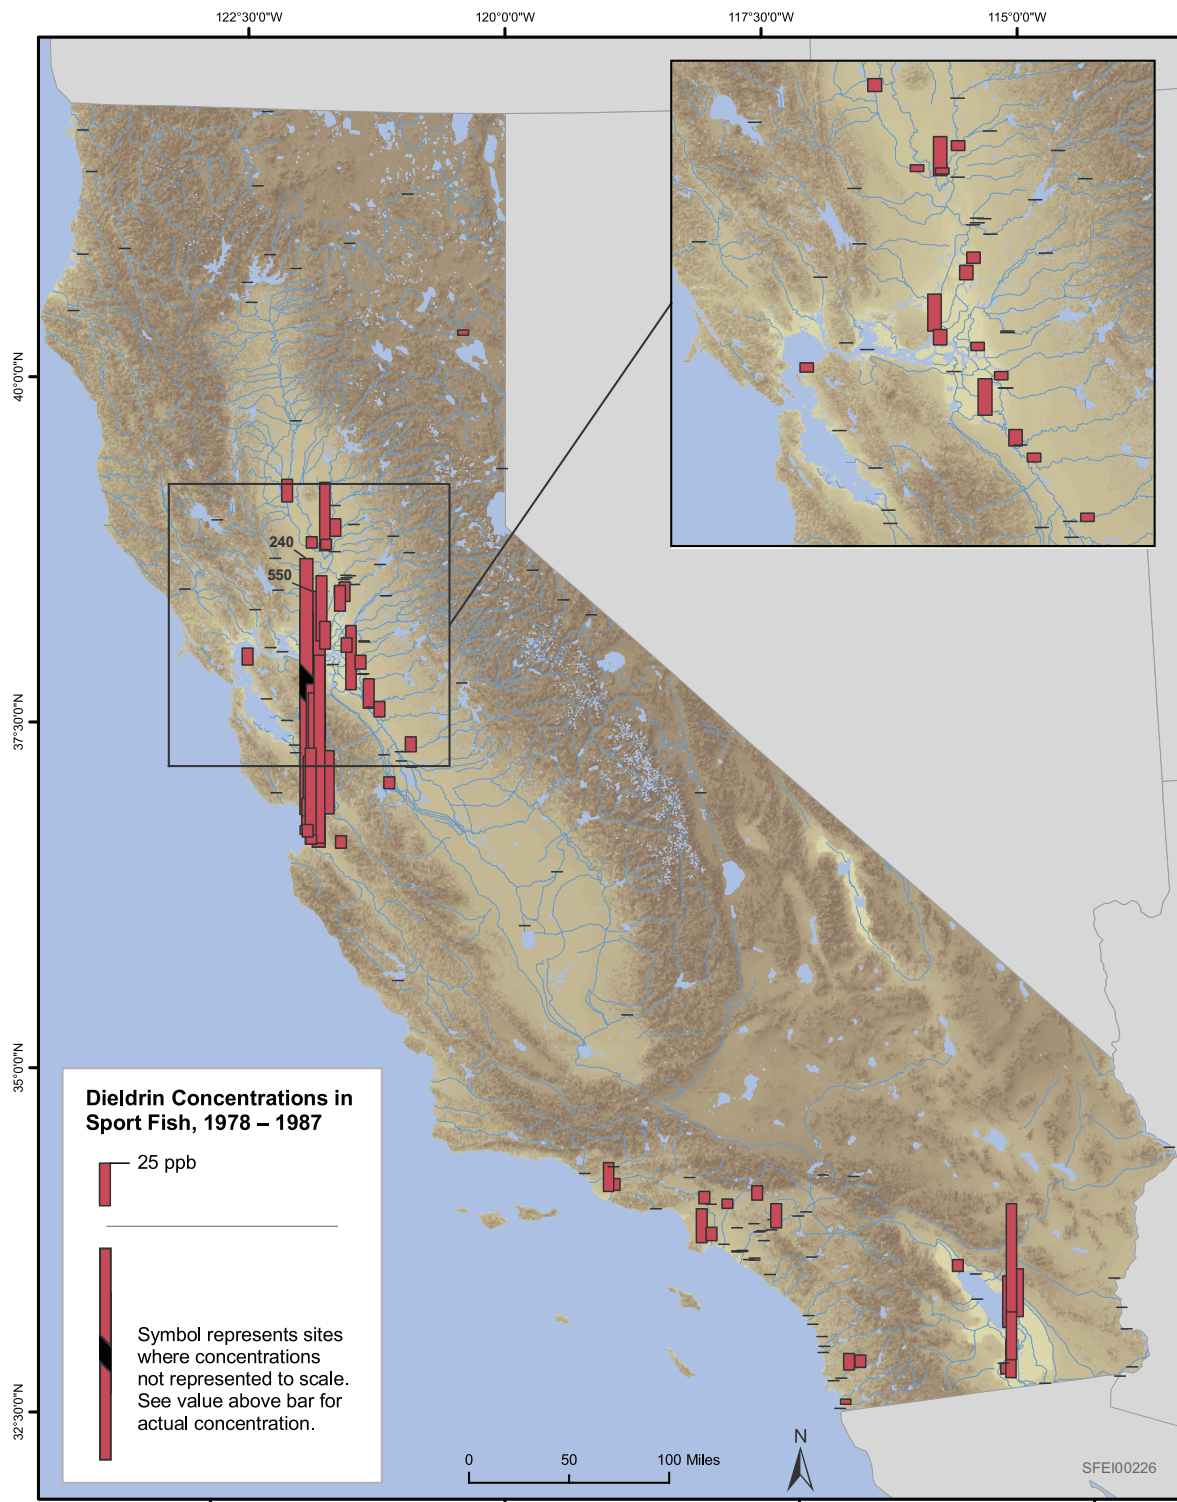 122°30'0"W
120°0'0"W
117°30'0"W
115°0'0"W
40°0'0"N
37°30'0"N
35°0'0"N
32°30'0"N
240
550
Dieldrin Concentrations in
Sport Fish, 1978 – 1987
25 ppb
Symbol represents sites
where concentrations
not represented to scale.
See value above bar for
actual concentration.
0 50 100 Miles
N
SFEI00226